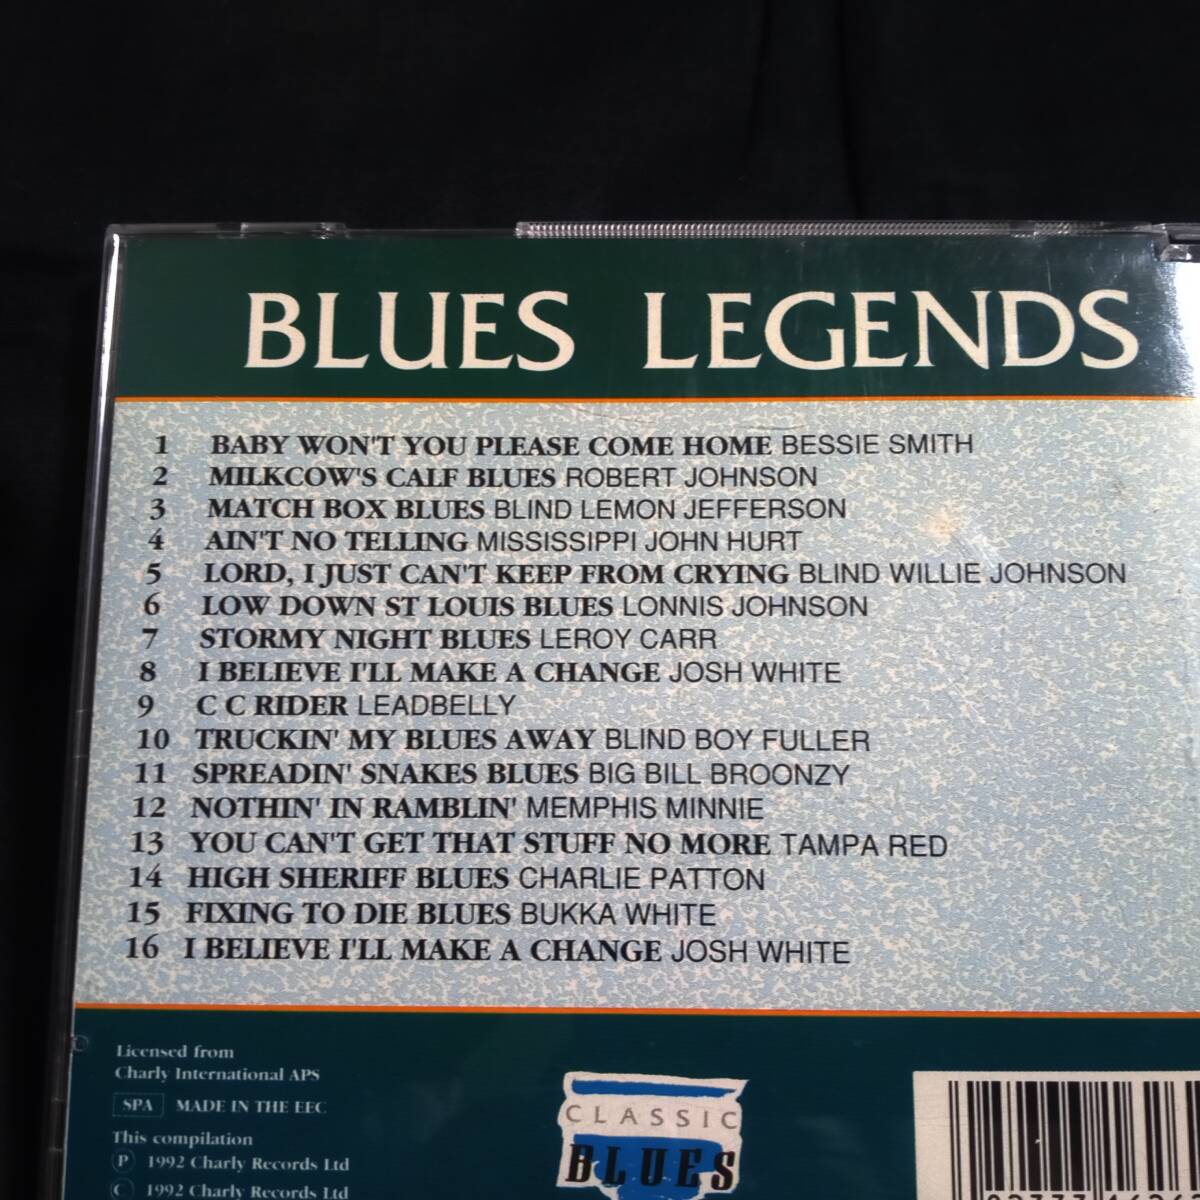 BLUES LEGENDS
1 BABY WON'T YOU PLEASE COME HOME BESSIE SMITH
2 MILKCOW'S CALF BLUES ROBERT JOHNSON
3 MATCH BOX BLUES BLIND LEMON JEFFERSON
4 AIN'T NO TELLING MISSISSIPPI JOHN HURT
5 LORD, I JUST CAN'T KEEP FROM CRYING BLIND WILLIE JOHNSON
6 LOW DOWN ST LOUIS BLUES LONNIS JOHNSON
7 STORMY NIGHT BLUES LEROY CARR
8 I BELIEVE I'LL MAKE A CHANGE JOSH WHITE
9 C C RIDER LEADBELLY
10 TRUCKIN' MY BLUES AWAY BLIND BOY FULLER
11 SPREADIN' SNAKES BLUES BIG BILL BROONZY
12 NOTHIN' IN RAMBLIN' MEMPHIS MINNIE
13 YOU CAN'T GET THAT STUFF NO MORE TAMPA RED
14 HIGH SHERIFF BLUES CHARLIE PATTON
15 FIXING TO DIE BLUES BUKKA WHITE
16 I BELIEVE I'LL MAKE A CHANGE JOSH WHITE
Licensed from
Charly International APS
SPA MADE IN THE EEC
This compilation
Ⓟ 1992 Charly Records Ltd
© 1992 Charly Records Ltd
CLASSIC
BLUES